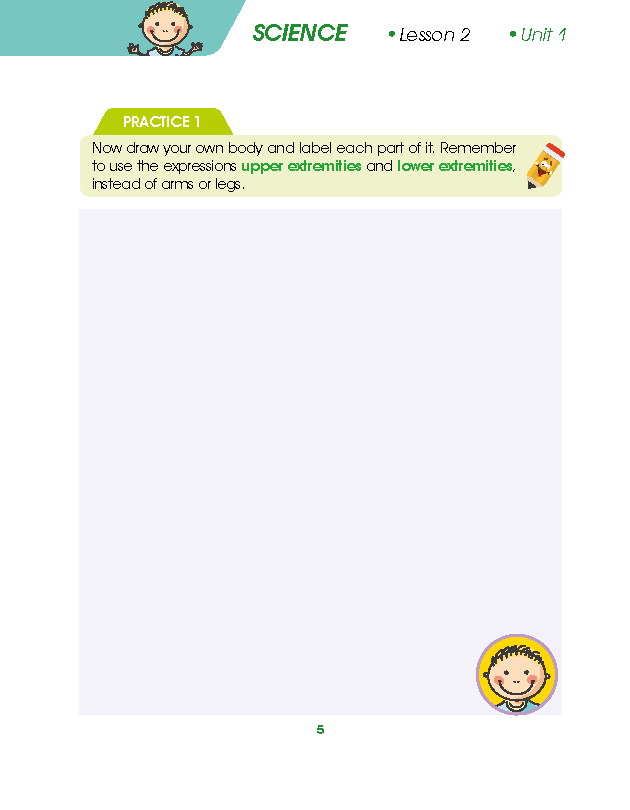 SCIENCE • Lesson 2 • Unit 1
PRACTICE 1
Now draw your own body and label each part of it. Remember
to use the expressions upper extremities and lower extremities,
instead of arms or legs.
5